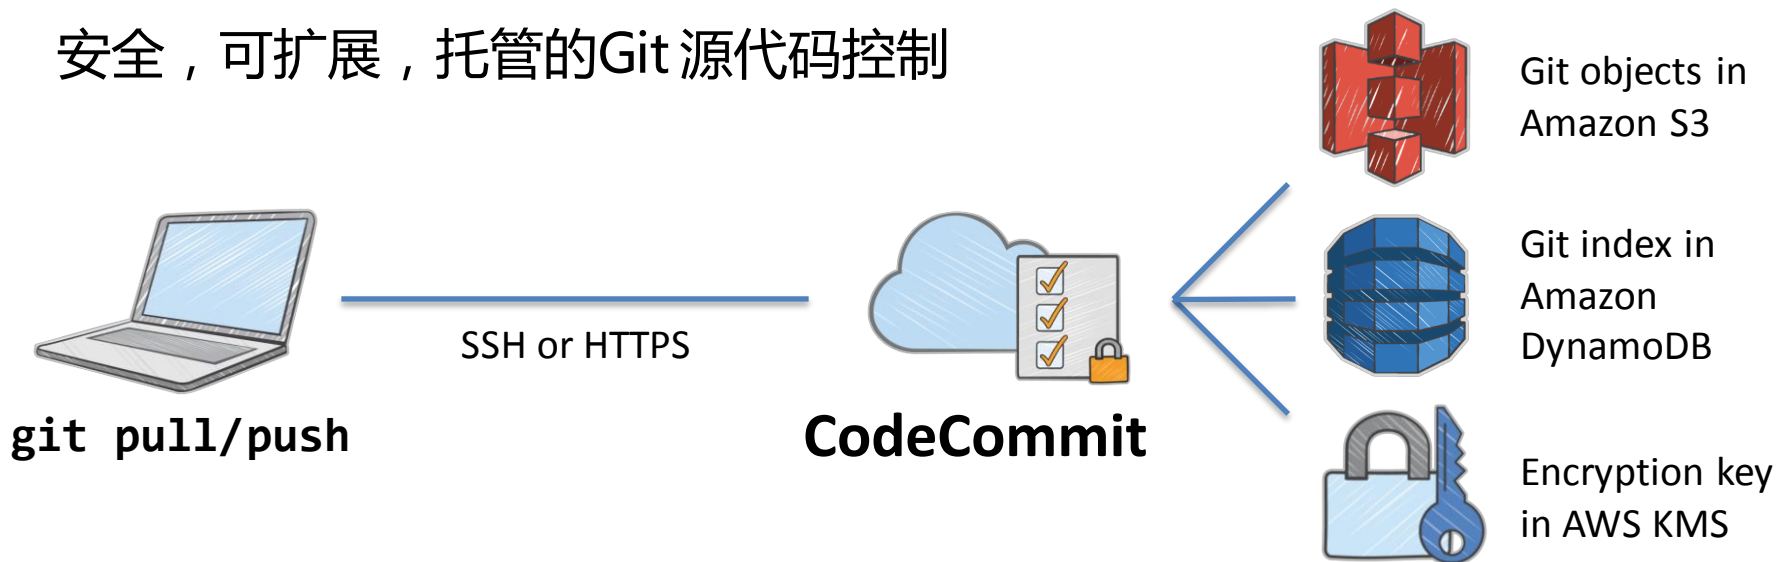 安全，可扩展，托管的Git 源代码控制
Git objects in
Amazon S3
Git index in
Amazon
DynamoDB
SSH or HTTPS
git pull/push
CodeCommit
Encryption key
in AWS KMS